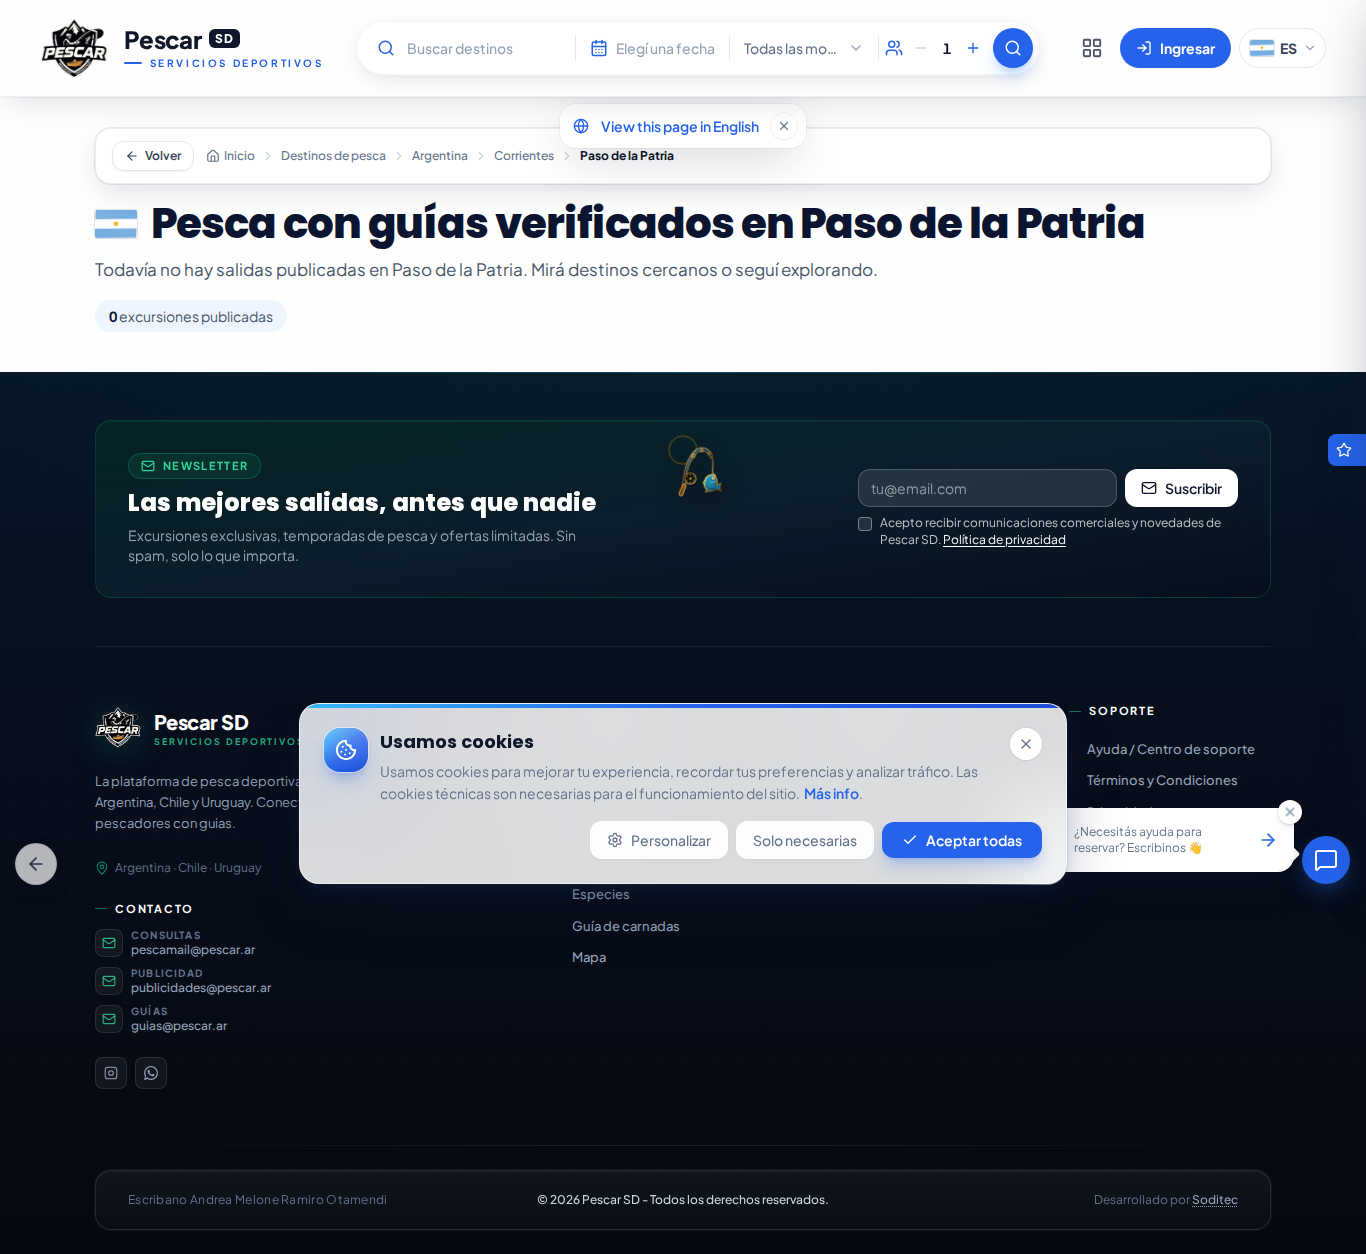 PESCAR
Pescar SD
SERVICIOS DEPORTIVOS
Buscar destinos
Elegí una fecha
Todas las mo...
1
Ingresar
ES
View this page in English
Volver
Inicio
Destinos de pesca
Argentina
Corrientes
Paso de la Patria
Pesca con guías verificados en Paso de la Patria
Todavía no hay salidas publicadas en Paso de la Patria. Mirá destinos cercanos o seguí explorando.
0 excursiones publicadas
NEWSLETTER
Las mejores salidas, antes que nadie
Excursiones exclusivas, temporadas de pesca y ofertas limitadas. Sin
spam, solo lo que importa.
tu@email.com
Suscribir
Acepto recibir comunicaciones comerciales y novedades de
Pescar SD. Política de privacidad
PESCAR
Pescar SD
SERVICIOS DEPORTIVOS
La plataforma de pesca deportiva
Argentina, Chile y Uruguay.
pescadores con guias.
Argentina · Chile · Uruguay
CONTACTO
CONSULTAS
pescamail@pescar.ar
PUBLICIDAD
publicidades@pescar.ar
GUÍAS
guias@pescar.ar
Usamos cookies
Usamos cookies para mejorar tu experiencia, recordar tus preferencias y analizar tráfico. Las
cookies técnicas son necesarias para el funcionamiento del sitio. Más info.
Personalizar
Solo necesarias
Aceptar todas
Especies
Guía de carnadas
Mapa
SOPORTE
Ayuda / Centro de soporte
Términos y Condiciones
¿Necesitás ayuda para
reservar? Escribinos 👋
Escribano Andrea Melone Ramiro Otamendi
© 2026 Pescar SD - Todos los derechos reservados.
Desarrollado por Soditec